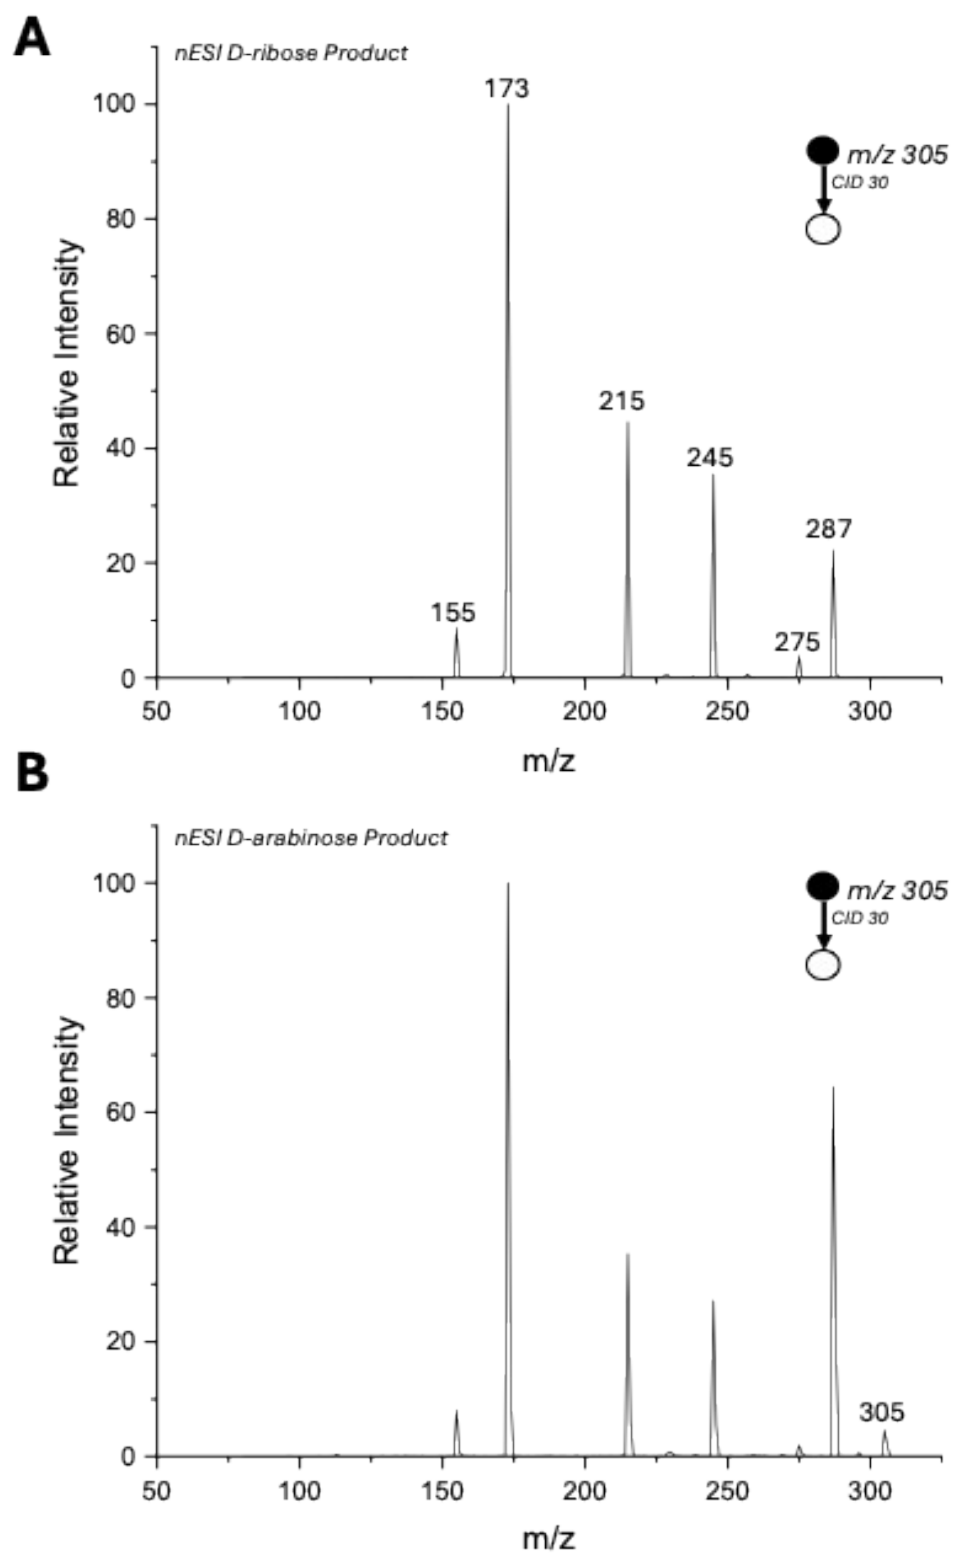 A
nESI D-ribose Product
173
100
m/z 305
CID 30
80
Relative Intensity
60
215
40
245
287
20
155
275
0
50 100 150 200 250 300
m/z
B
nESI D-arabinose Product
100
m/z 305
CID 30
80
Relative Intensity
60
40
20
305
0
50 100 150 200 250 300
m/z